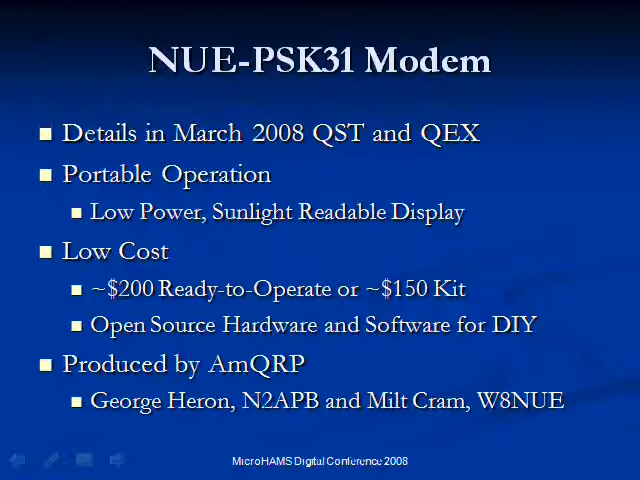 NUE-PSK31 Modem
Details in March 2008 QST and QEX
Portable Operation
Low Power, Sunlight Readable Display
Low Cost
~$200 Ready-to-Operate or ~$150 Kit
Open Source Hardware and Software for DIY
Produced by AmQRP
George Heron, N2APB and Milt Cram, W8NUE
MicroHAMS Digital Conference 2008